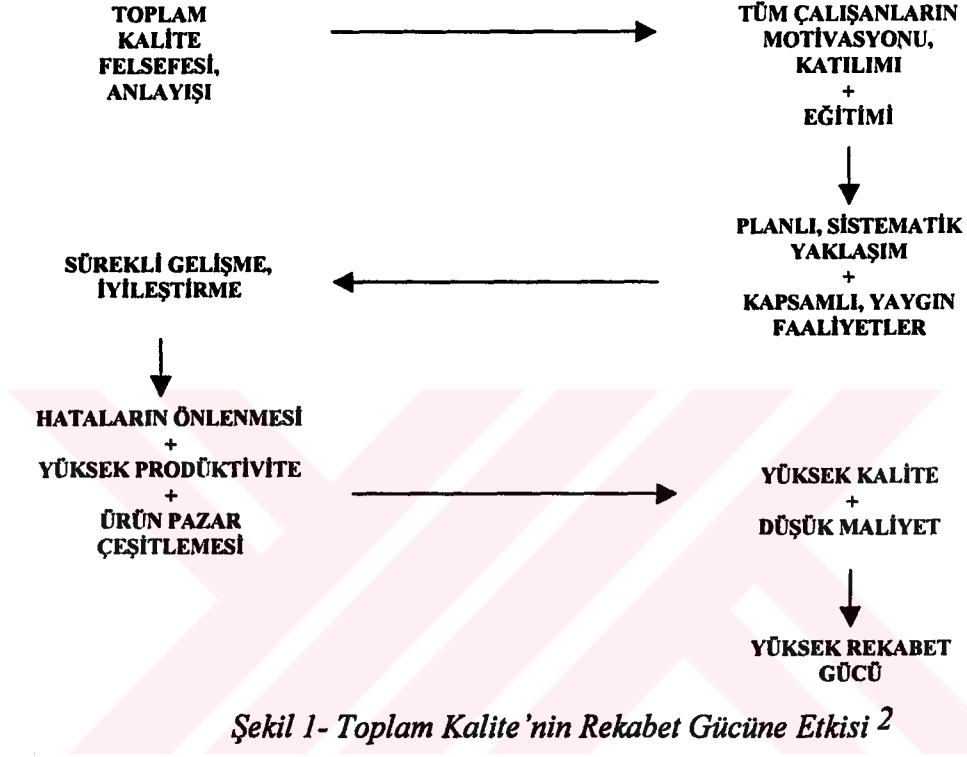 TOPLAM
KALİTE
FELSEFESİ,
ANLAYIŞI
TÜM ÇALIŞANLARIN
MOTİVASYONU,
KATILIMI
+
EĞİTİMİ
PLANLI, SİSTEMATİK
YAKLAŞIM
+
KAPSAMLI, YAYGIN
FAALİYETLER
SÜREKLİ GELİŞME,
İYİLEŞTİRME
HATALARIN ÖNLENMESİ
+
YÜKSEK PRODÜKTİVİTE
+
ÜRÜN PAZAR
ÇEŞİTLEMESİ
YÜKSEK KALİTE
+
DÜŞÜK MALİYET
YÜKSEK REKABET
GÜCÜ
Şekil 1- Toplam Kalite'nin Rekabet Gücüne Etkisi 2